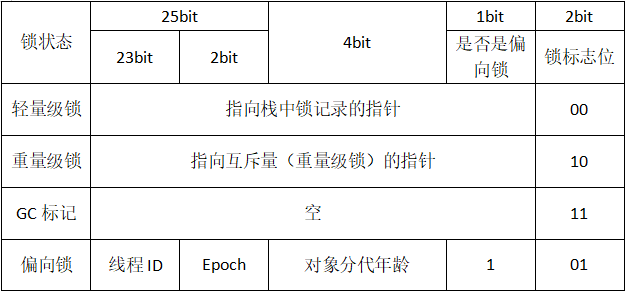 锁状态
25bit
4bit
1bit
2bit
23bit
2bit
是否是偏
向锁
锁标志位
轻量级锁
指向栈中锁记录的指针
00
重量级锁
指向互斥量（重量级锁）的指针
10
GC 标记
空
11
偏向锁
线程 ID
Epoch
对象分代年龄
1
01